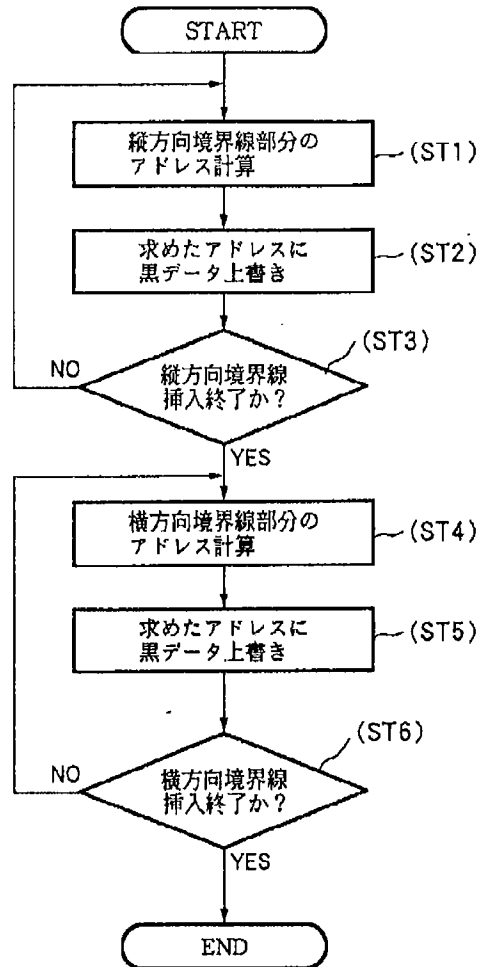 START
縦方向境界線部分の
アドレス計算
(ST1)
求めたアドレスに
黒データ上書き
(ST2)
(ST3)
NO
縦方向境界線
挿入終了か?
YES
横方向境界線部分の
アドレス計算
(ST4)
求めたアドレスに
黒データ上書き
(ST5)
(ST6)
NO
横方向境界線
挿入終了か?
YES
END